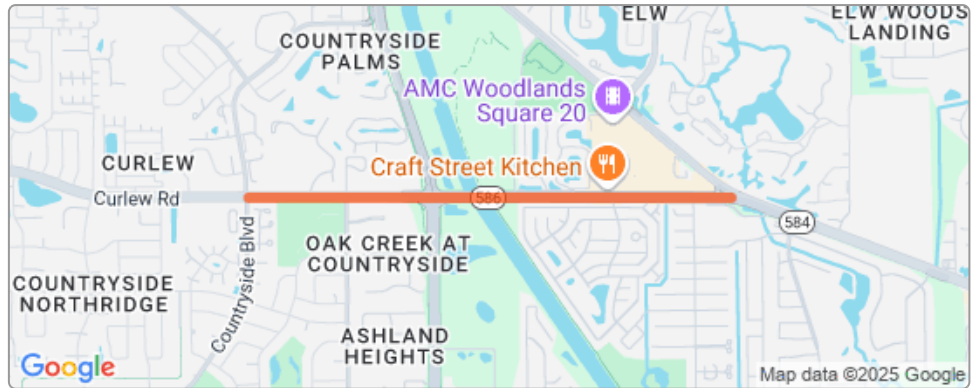 ELW
ELW WOODS
LANDING
COUNTRYSIDE
PALMS
AMC Woodlands
Square 20
CURLEW
Craft Street Kitchen
Curlew Rd
586
584
Countryside Blvd
OAK CREEK AT
COUNTRYSIDE
COUNTRYSIDE
NORTHRIDGE
ASHLAND
HEIGHTS
Google
Map data ©2025 Google